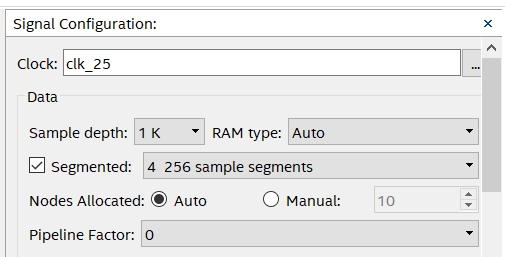 Signal Configuration:
Clock: clk_25 ...
Data
Sample depth: 1 K RAM type: Auto
Segmented: 4 256 sample segments
Nodes Allocated: Auto Manual: 10
Pipeline Factor: 0